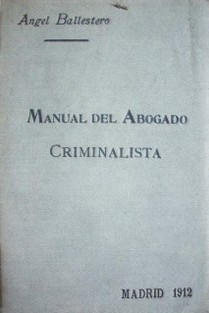 Angel Ballestero
MANUAL DEL ABOGADO
CRIMINALISTA
MADRID 1912